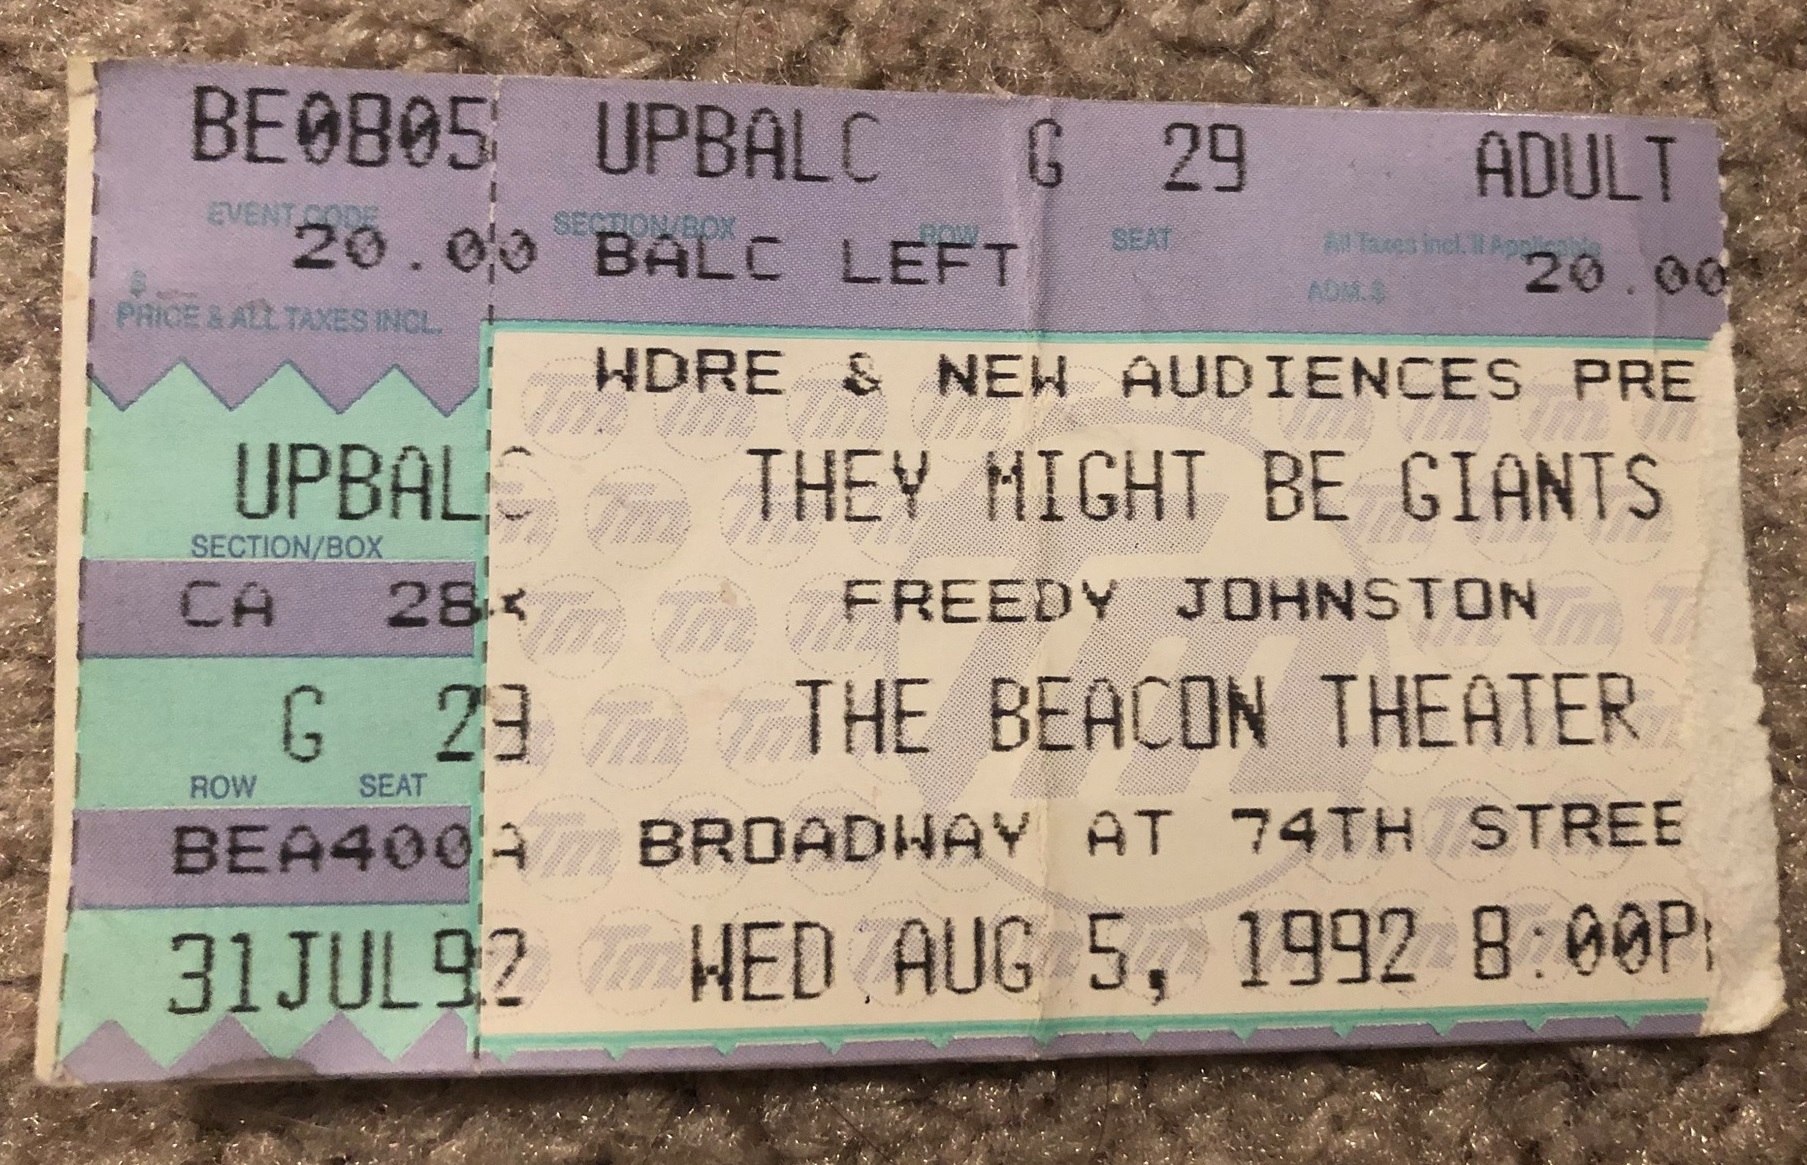 BE0805 UPBALC G 29 ADULT
EVENT CODE SECTION/BOX ROW SEAT All Taxes Incl. If Applicable
20.00 BALC LEFT 20.00
$ ADM. $
PRICE & ALL TAXES INCL.
WDRE & NEW AUDIENCES PRE
UPBALC THEY MIGHT BE GIANTS
SECTION/BOX
CA 28* FREEDY JOHNSTON
G 29 THE BEACON THEATER
ROW SEAT
BEA400A BROADWAY AT 74TH STREE
31JUL92 WED AUG 5, 1992 8:00P